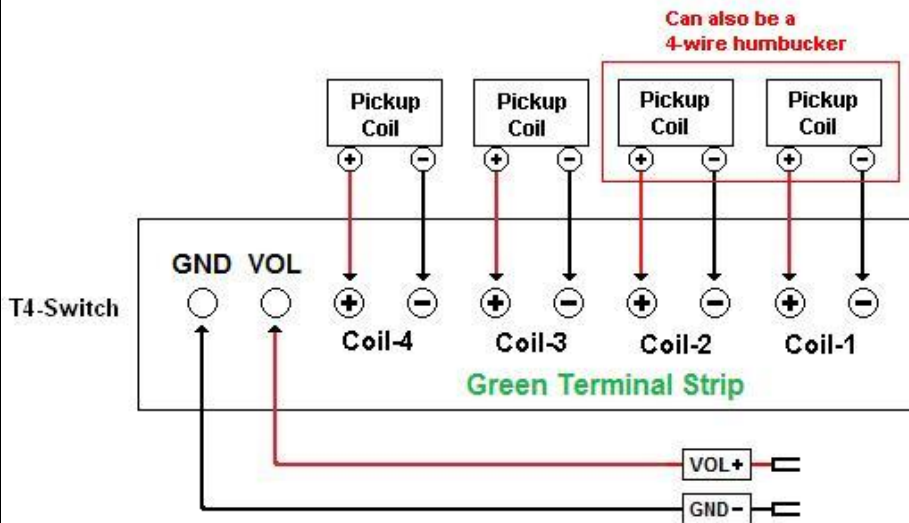 Can also be a
4-wire humbucker
Pickup
Coil
Pickup
Coil
Pickup
Coil
Pickup
Coil
+ − + − + − + −
GND VOL
T4-Switch
+ − + − + − + −
Coil-4 Coil-3 Coil-2 Coil-1
Green Terminal Strip
VOL+
GND−